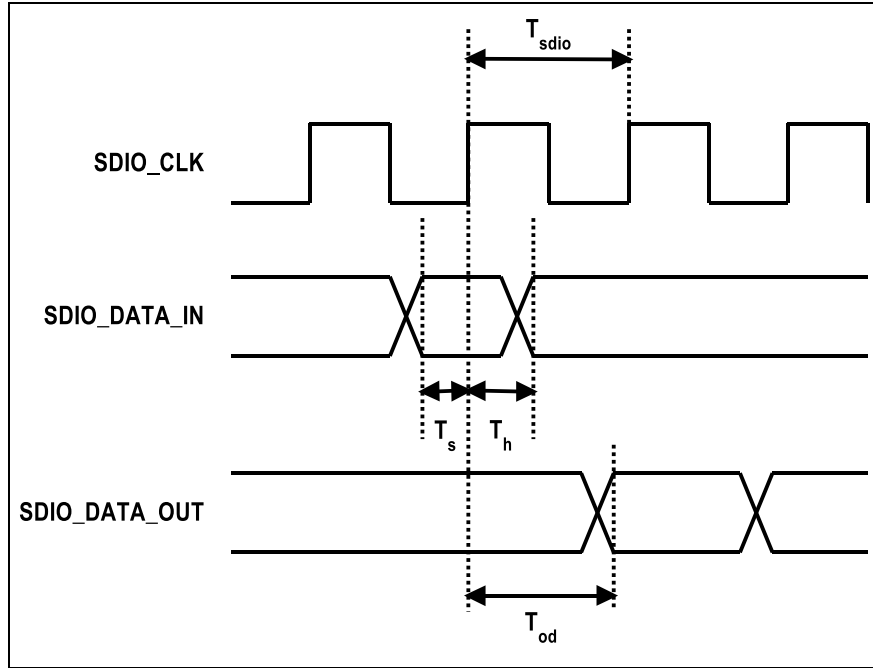 T_sdio
SDIO_CLK
SDIO_DATA_IN
T_s
T_h
SDIO_DATA_OUT
T_od